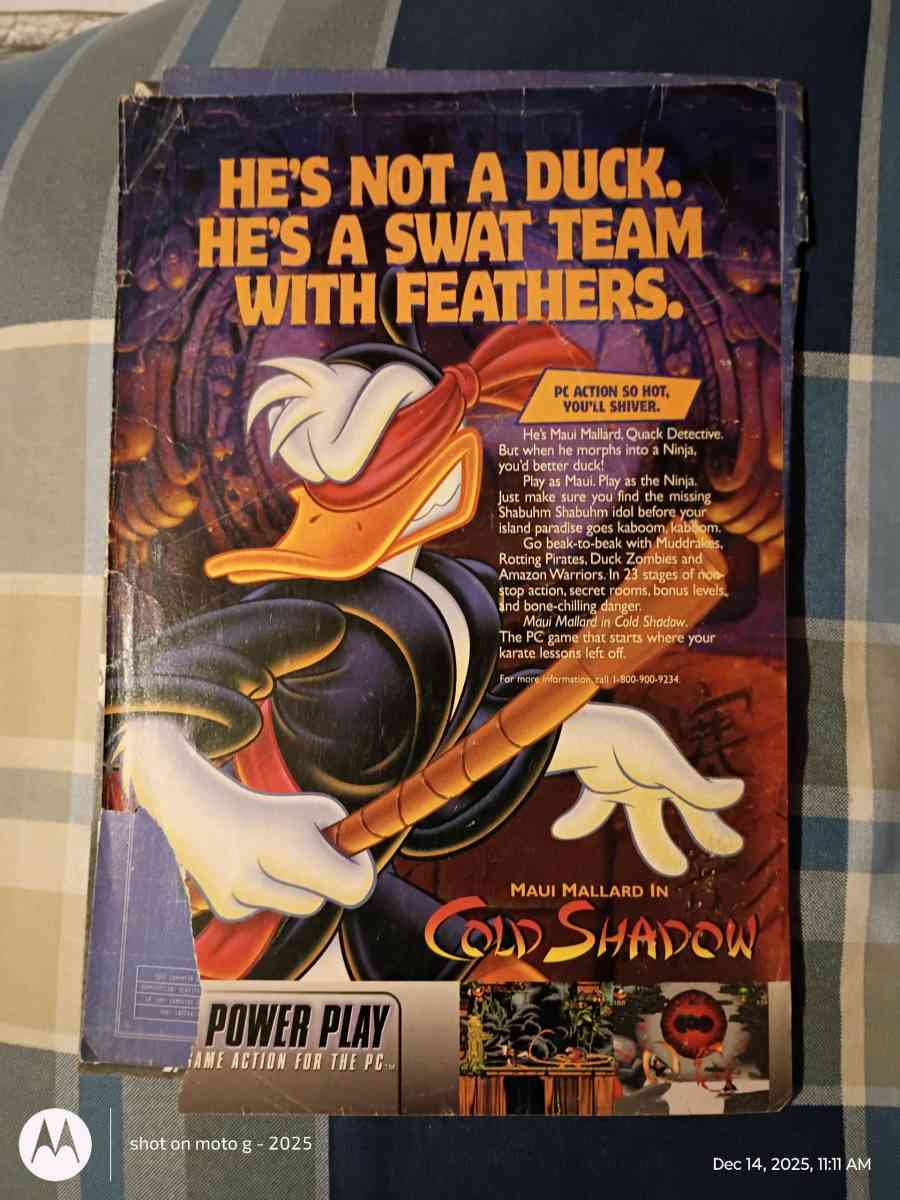 HE'S NOT A DUCK.
HE'S A SWAT TEAM
WITH FEATHERS.
PC ACTION SO HOT,
YOU'LL SHIVER.
He's Maui Mallard, Quack Detective.
But when he morphs into a Ninja,
you'd better duck!
Play as Maui. Play as the Ninja.
Just make sure you find the missing
Shabuhm Shabuhm idol before your
island paradise goes kaboom, kaboom.
Go beak-to-beak with Muddrakes,
Rotting Pirates, Duck Zombies and
Amazon Warriors. In 23 stages of non-
stop action, secret rooms, bonus levels,
and bone-chilling danger.
Maui Mallard in Cold Shadow.
The PC game that starts where your
karate lessons left off.
For more information, call 1-800-900-9234.
MAUI MALLARD IN
COLD SHADOW
POWER PLAY
GAME ACTION FOR THE PC™
shot on moto g - 2025
Dec 14, 2025, 11:11 AM